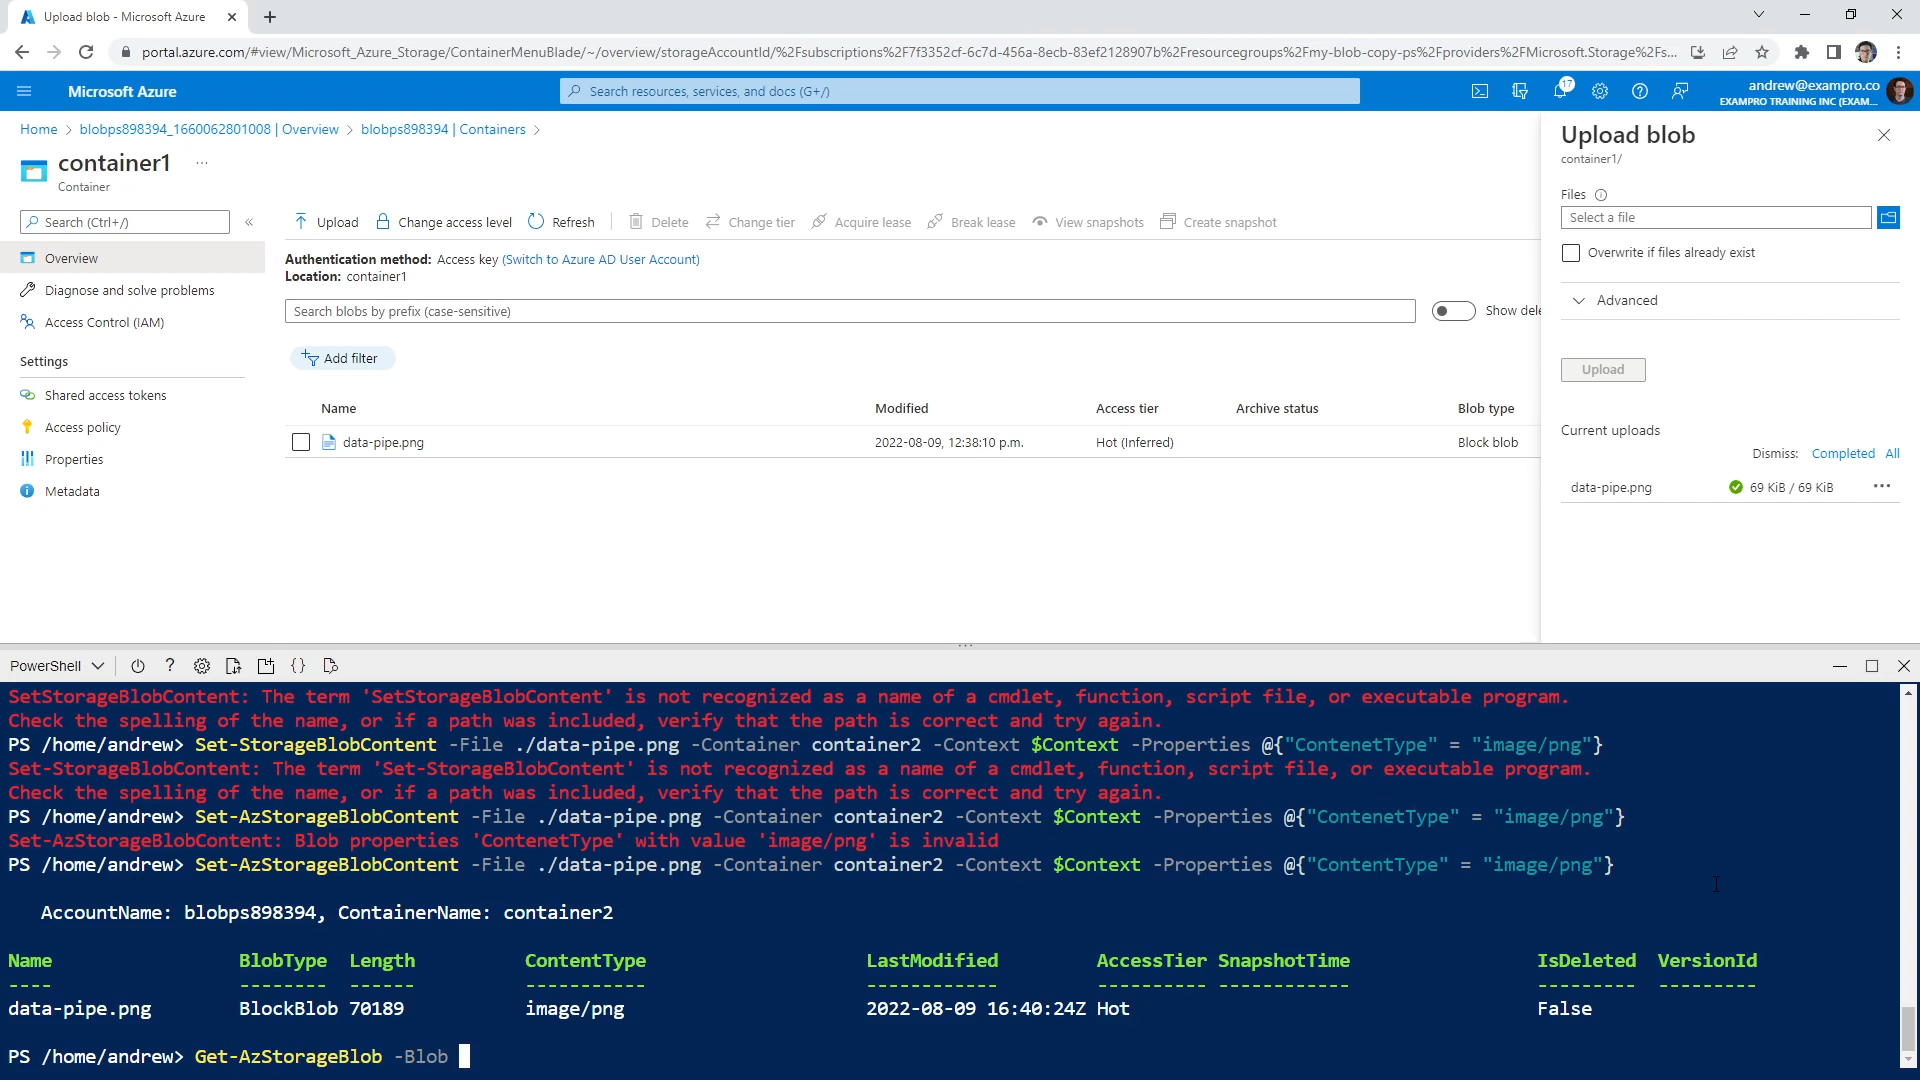 Upload blob - Microsoft Azure
portal.azure.com/#view/Microsoft_Azure_Storage/ContainerMenuBlade/~/overview/storageAccountId/%2Fsubscriptions%2F7f3352cf-6c7d-456a-8ecb-83ef2128907b%2Fresourcegroups%2Fmy-blob-copy-ps%2Fproviders%2FMicrosoft.Storage%2Fs...
Microsoft Azure
Search resources, services, and docs (G+/)
17
andrew@exampro.co
EXAMPRO TRAINING INC (EXAM...
Home > blobps898394_1660062801008 | Overview > blobps898394 | Containers >
container1 ...
Container
Search (Ctrl+/)
«
Overview
Diagnose and solve problems
Access Control (IAM)
Settings
Shared access tokens
Access policy
Properties
Metadata
Upload Change access level Refresh Delete Change tier Acquire lease Break lease View snapshots Create snapshot
Authentication method: Access key (Switch to Azure AD User Account)
Location: container1
Search blobs by prefix (case-sensitive)
Show dele
Add filter
Name Modified Access tier Archive status Blob type
data-pipe.png 2022-08-09, 12:38:10 p.m. Hot (Inferred) Block blob
Upload blob
container1/
Files
Select a file
Overwrite if files already exist
Advanced
Upload
Current uploads
Dismiss: Completed All
data-pipe.png 69 KiB / 69 KiB ...
PowerShell
SetStorageBlobContent: The term 'SetStorageBlobContent' is not recognized as a name of a cmdlet, function, script file, or executable program.
Check the spelling of the name, or if a path was included, verify that the path is correct and try again.
PS /home/andrew> Set-StorageBlobContent -File ./data-pipe.png -Container container2 -Context $Context -Properties @{"ContenetType" = "image/png"}
Set-StorageBlobContent: The term 'Set-StorageBlobContent' is not recognized as a name of a cmdlet, function, script file, or executable program.
Check the spelling of the name, or if a path was included, verify that the path is correct and try again.
PS /home/andrew> Set-AzStorageBlobContent -File ./data-pipe.png -Container container2 -Context $Context -Properties @{"ContenetType" = "image/png"}
Set-AzStorageBlobContent: Blob properties 'ContenetType' with value 'image/png' is invalid
PS /home/andrew> Set-AzStorageBlobContent -File ./data-pipe.png -Container container2 -Context $Context -Properties @{"ContentType" = "image/png"}
AccountName: blobps898394, ContainerName: container2
Name BlobType Length ContentType LastModified AccessTier SnapshotTime IsDeleted VersionId
---- -------- ------ ----------- ------------ ---------- ------------ --------- ---------
data-pipe.png BlockBlob 70189 image/png 2022-08-09 16:40:24Z Hot False
PS /home/andrew> Get-AzStorageBlob -Blob